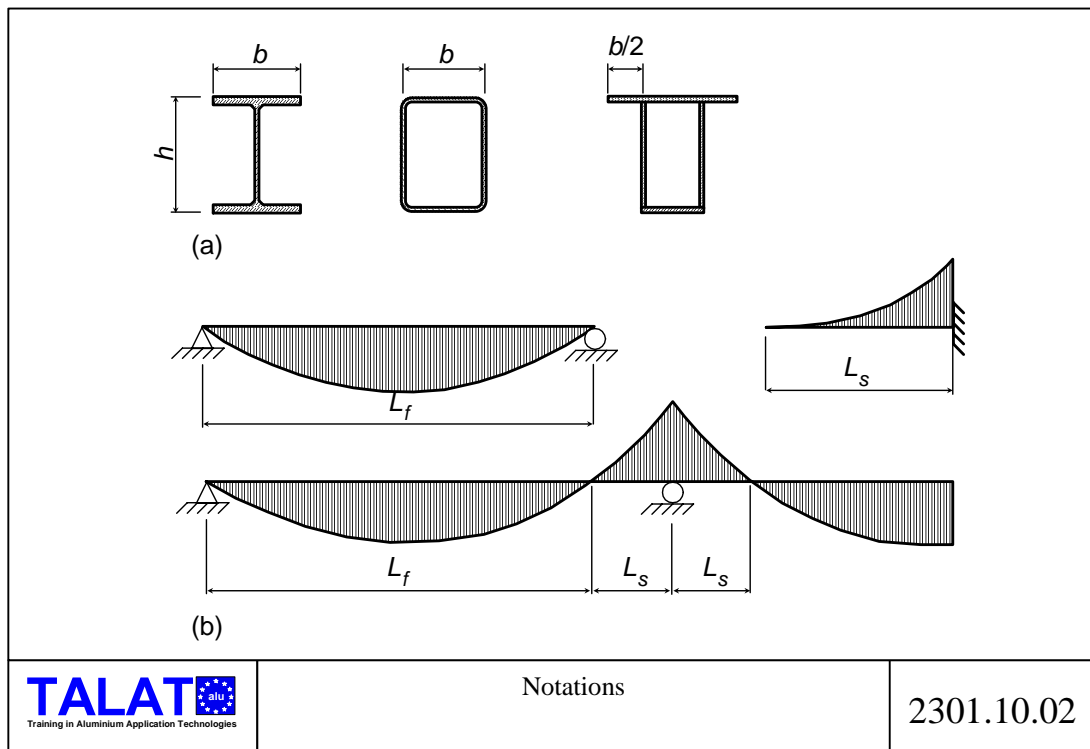 b b b/2
h
(a)
L_s
L_f
L_f L_s L_s
(b)
TALAT alu
Training in Aluminium Application Technologies
Notations
2301.10.02